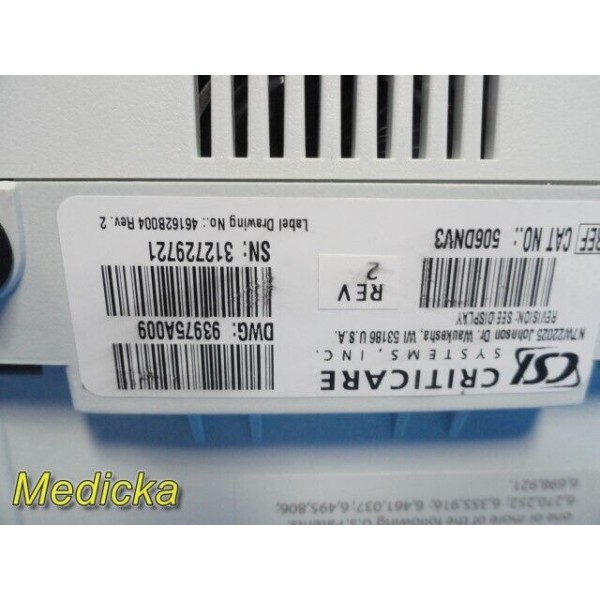 CSI CRITICARE
SYSTEMS, INC.
N7W22025 Johnson Dr. Waukesha, WI 53186 U.S.A.
REVISION: SEE DISPLAY
REF CAT NO.: 506DNV3
REV 2
DWG: 93975A009
SN: 312729721
Label Drawing No.: 46162B004 Rev. 2
one or more of the following U.S. Patents:
6,270,252; 6,355,916; 6,461,037; 6,495,806;
6,898,921.
Medicka